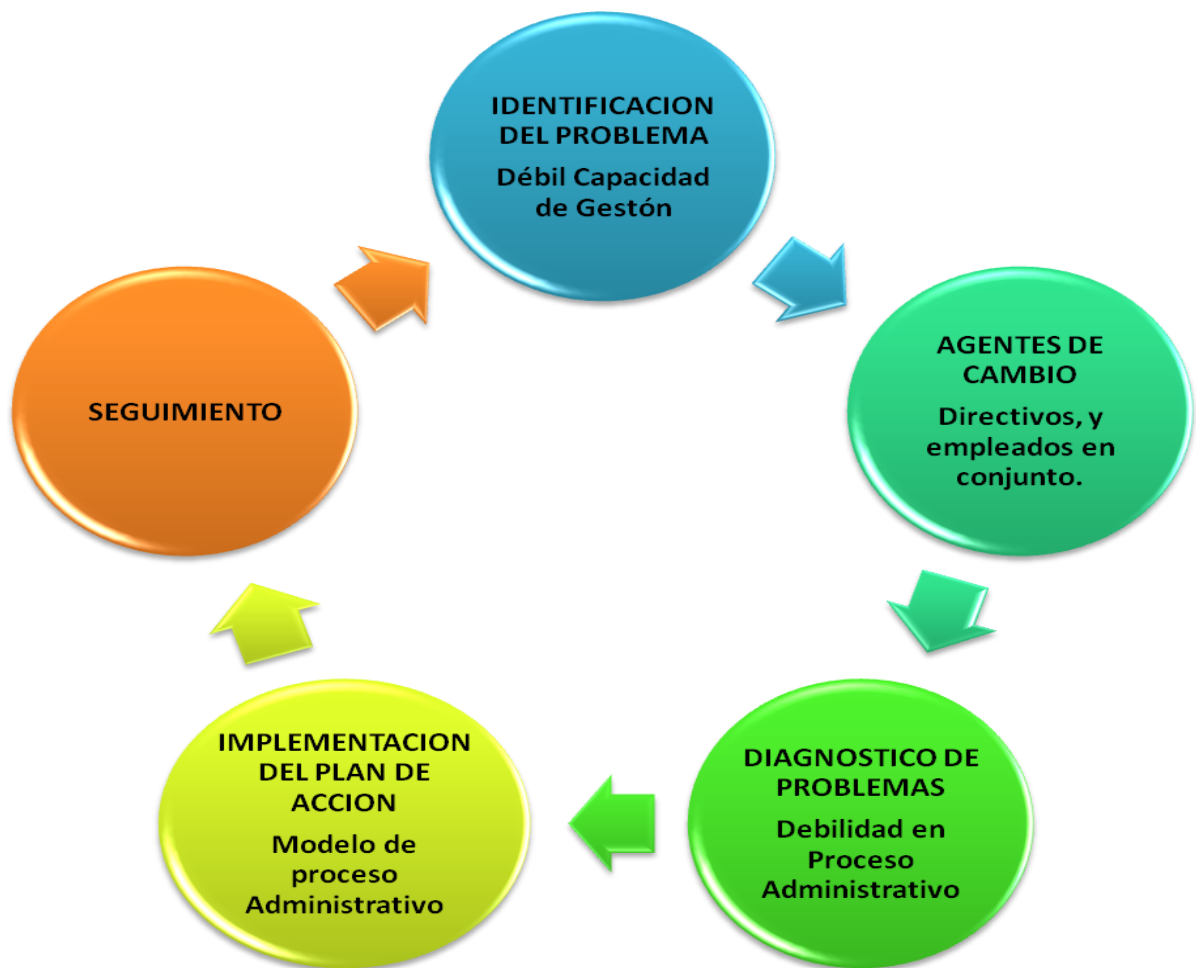 IDENTIFICACION
DEL PROBLEMA
Débil Capacidad
de Gestón
AGENTES DE
CAMBIO
Directivos, y
empleados en
conjunto.
DIAGNOSTICO DE
PROBLEMAS
Debilidad en
Proceso
Administrativo
IMPLEMENTACION
DEL PLAN DE
ACCION
Modelo de
proceso
Administrativo
SEGUIMIENTO